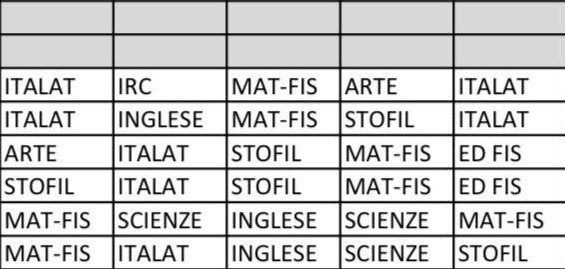 ITALAT IRC MAT-FIS ARTE ITALAT
ITALAT INGLESE MAT-FIS STOFIL ITALAT
ARTE ITALAT STOFIL MAT-FIS ED FIS
STOFIL ITALAT STOFIL MAT-FIS ED FIS
MAT-FIS SCIENZE INGLESE SCIENZE MAT-FIS
MAT-FIS ITALAT INGLESE SCIENZE STOFIL